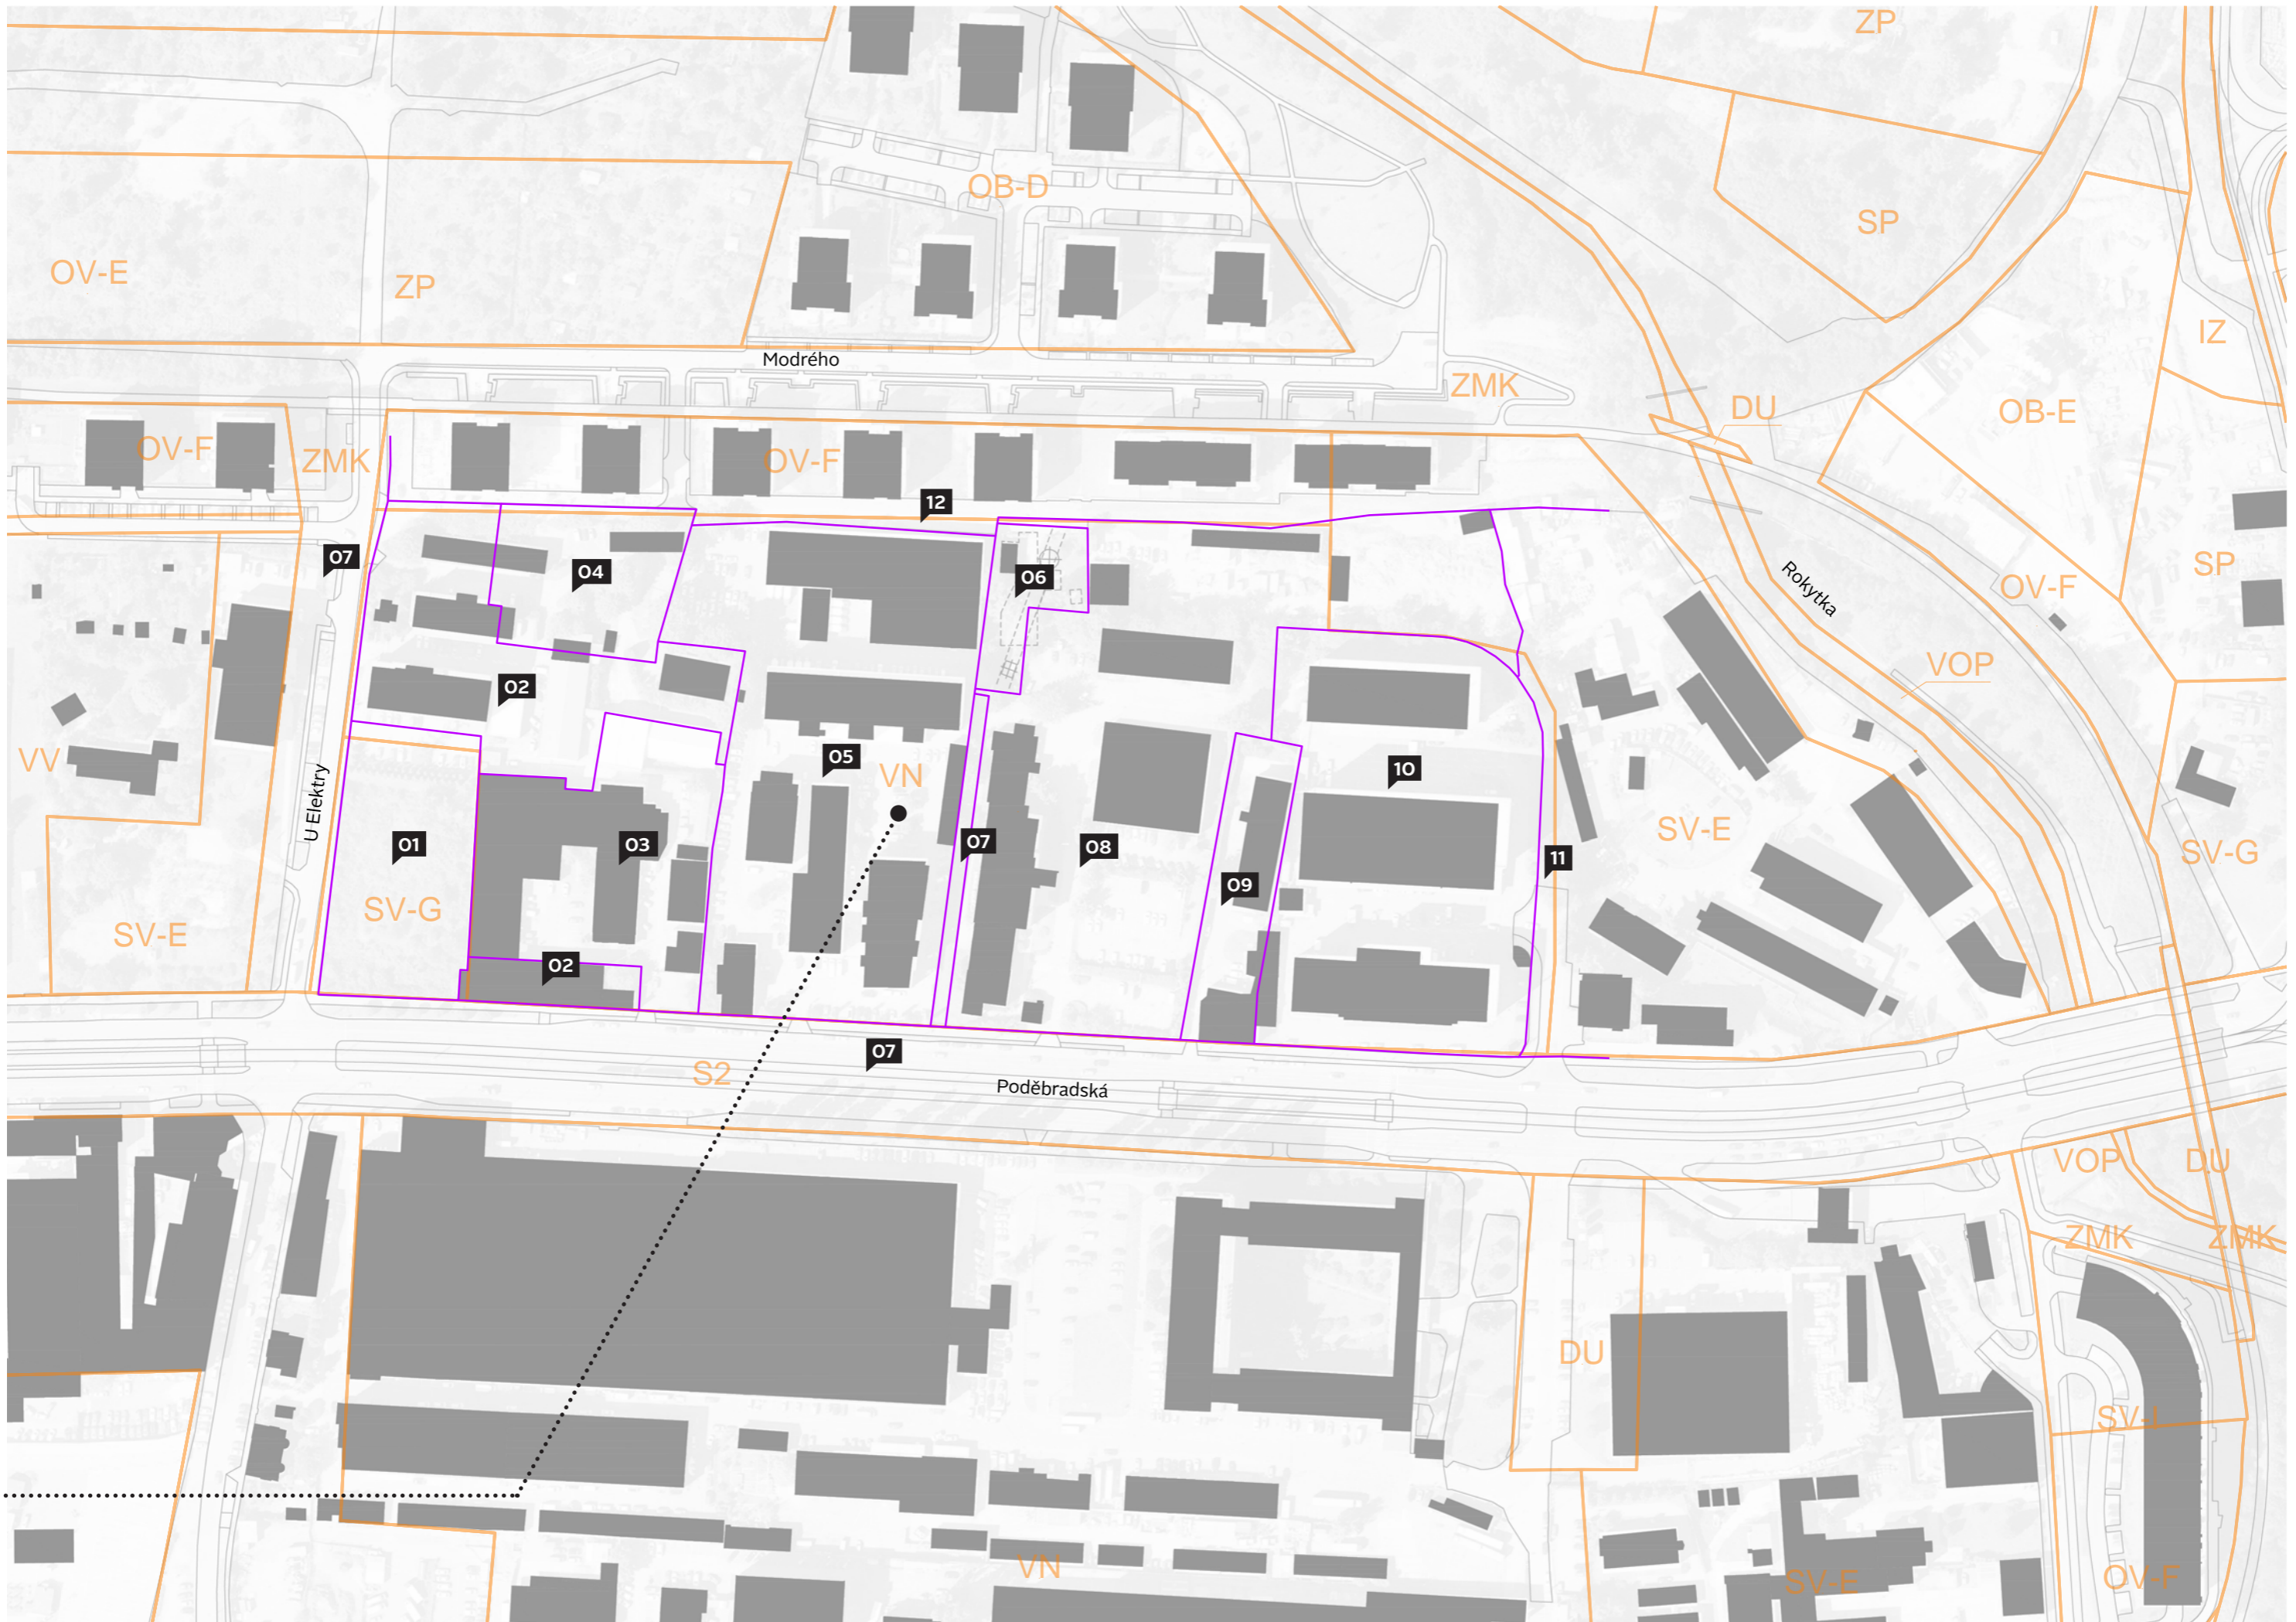 ZP
OB-D
SP
OV-E
ZP
IZ
Modrého
ZMK
DU
OB-E
OV-F
ZMK
OV-F
12
07
04
06
Rokytka
OV-F
SP
02
VOP
VV
05
VN
10
U Elektry
01
03
07
08
SV-E
11
SV-G
09
SV-G
SV-E
02
07
S2
Poděbradská
VOP
DU
ZMK
ZMK
DU
VN
SV-E
OV-F